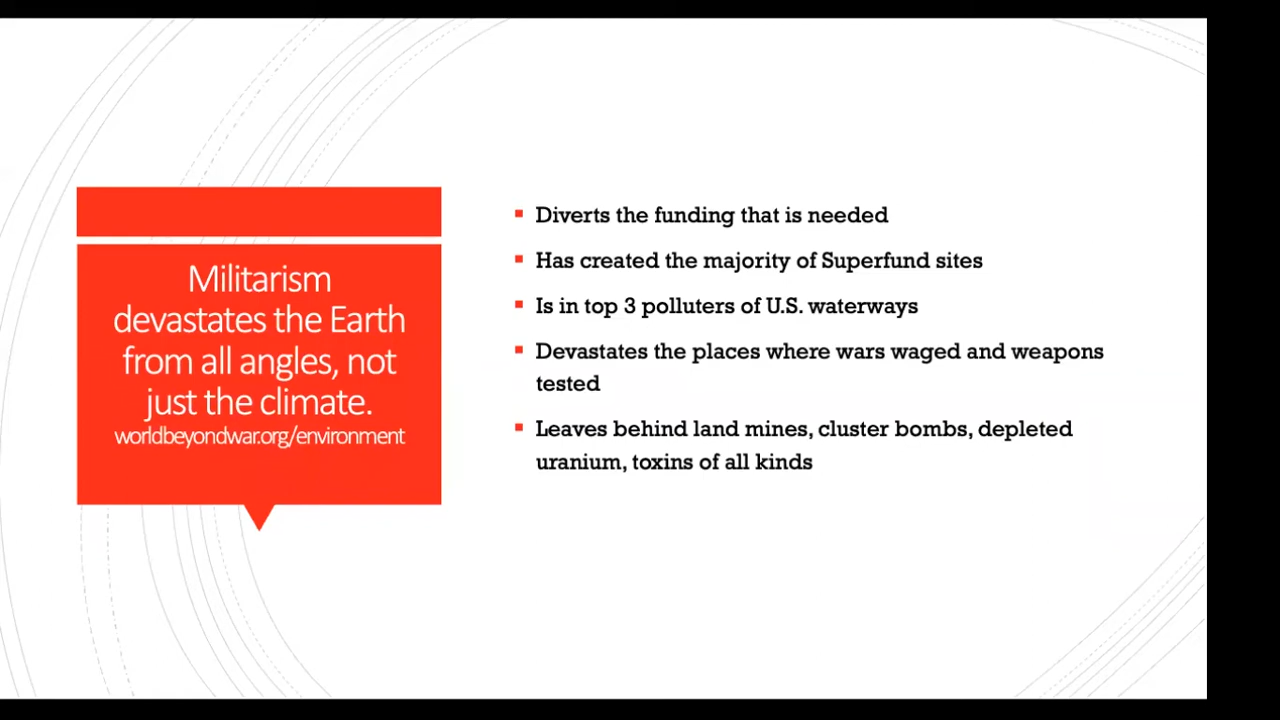 Militarism
devastates the Earth
from all angles, not
just the climate.
worldbeyondwar.org/environment
Diverts the funding that is needed
Has created the majority of Superfund sites
Is in top 3 polluters of U.S. waterways
Devastates the places where wars waged and weapons
tested
Leaves behind land mines, cluster bombs, depleted
uranium, toxins of all kinds